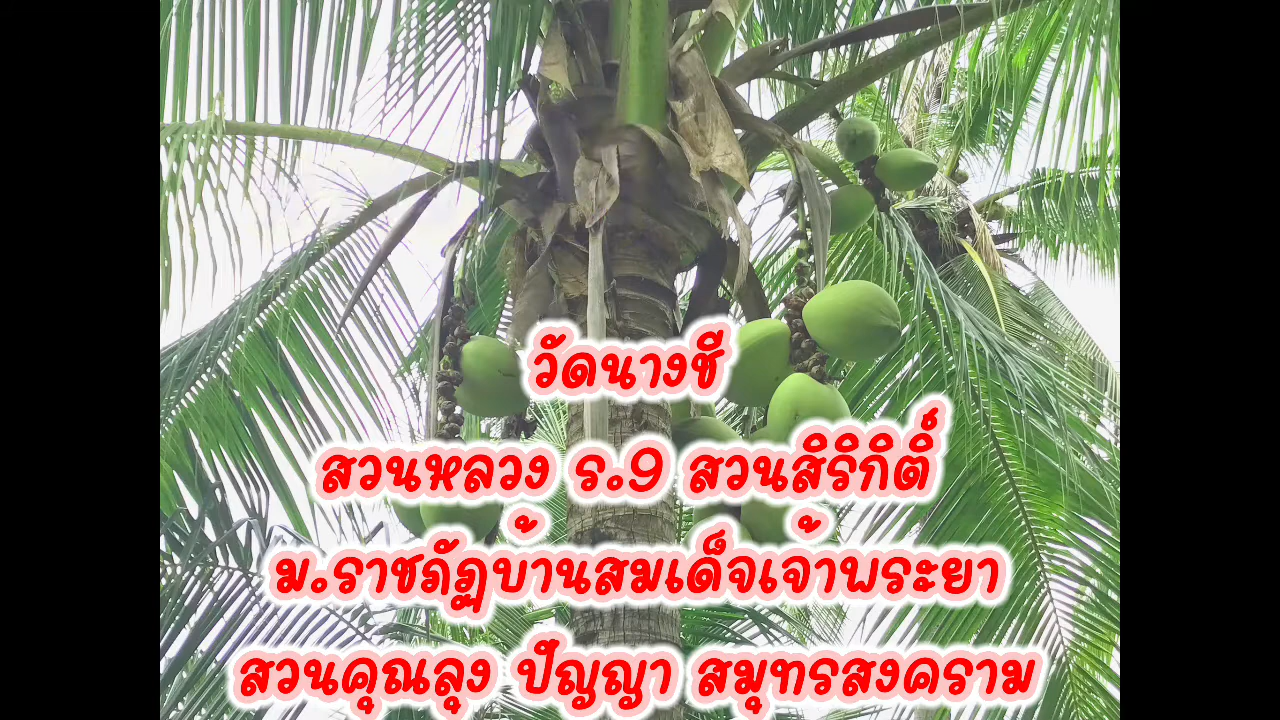 วัดนางชี
สวนหลวง ร.9 สวนสิริกิติ์
ม.ราชภัฏบ้านสมเด็จเจ้าพระยา
สวนคุณลุง ปัญญา สมุทรสงคราม